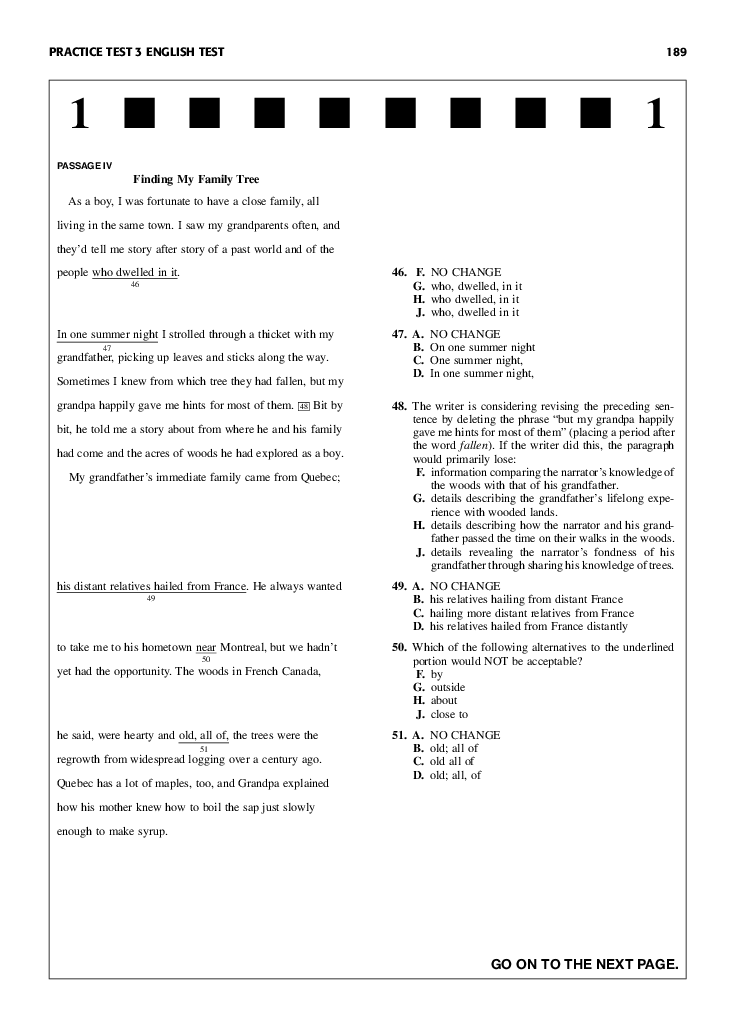 PRACTICE TEST 3 ENGLISH TEST 189
1 1
PASSAGE IV
Finding My Family Tree
As a boy, I was fortunate to have a close family, all
living in the same town. I saw my grandparents often, and
they'd tell me story after story of a past world and of the
people who dwelled in it.
46
In one summer night I strolled through a thicket with my
47
grandfather, picking up leaves and sticks along the way.
Sometimes I knew from which tree they had fallen, but my
grandpa happily gave me hints for most of them. 48 Bit by
bit, he told me a story about from where he and his family
had come and the acres of woods he had explored as a boy.
My grandfather's immediate family came from Quebec;
his distant relatives hailed from France. He always wanted
49
to take me to his hometown near Montreal, but we hadn't
50
yet had the opportunity. The woods in French Canada,
he said, were hearty and old, all of, the trees were the
51
regrowth from widespread logging over a century ago.
Quebec has a lot of maples, too, and Grandpa explained
how his mother knew how to boil the sap just slowly
enough to make syrup.
46. F. NO CHANGE
G. who, dwelled, in it
H. who dwelled, in it
J. who, dwelled in it
47. A. NO CHANGE
B. On one summer night
C. One summer night,
D. In one summer night,
48. The writer is considering revising the preceding sen-
tence by deleting the phrase "but my grandpa happily
gave me hints for most of them" (placing a period after
the word fallen). If the writer did this, the paragraph
would primarily lose:
F. information comparing the narrator's knowledge of
the woods with that of his grandfather.
G. details describing the grandfather's lifelong expe-
rience with wooded lands.
H. details describing how the narrator and his grand-
father passed the time on their walks in the woods.
J. details revealing the narrator's fondness of his
grandfather through sharing his knowledge of trees.
49. A. NO CHANGE
B. his relatives hailing from distant France
C. hailing more distant relatives from France
D. his relatives hailed from France distantly
50. Which of the following alternatives to the underlined
portion would NOT be acceptable?
F. by
G. outside
H. about
J. close to
51. A. NO CHANGE
B. old; all of
C. old all of
D. old; all, of
GO ON TO THE NEXT PAGE.